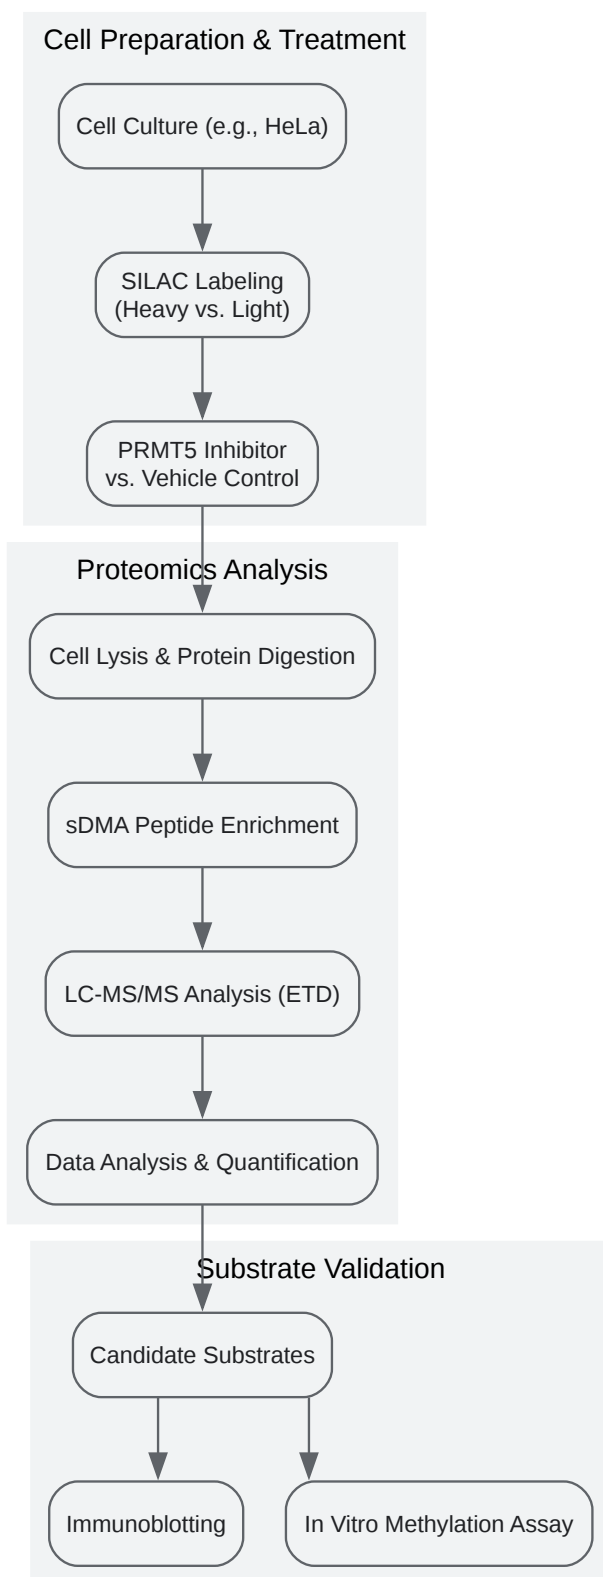 Cell Preparation & Treatment
Cell Culture (e.g., HeLa)
SILAC Labeling
(Heavy vs. Light)
PRMT5 Inhibitor
vs. Vehicle Control
Proteomics Analysis
Cell Lysis & Protein Digestion
sDMA Peptide Enrichment
LC-MS/MS Analysis (ETD)
Data Analysis & Quantification
Substrate Validation
Candidate Substrates
Immunoblotting
In Vitro Methylation Assay